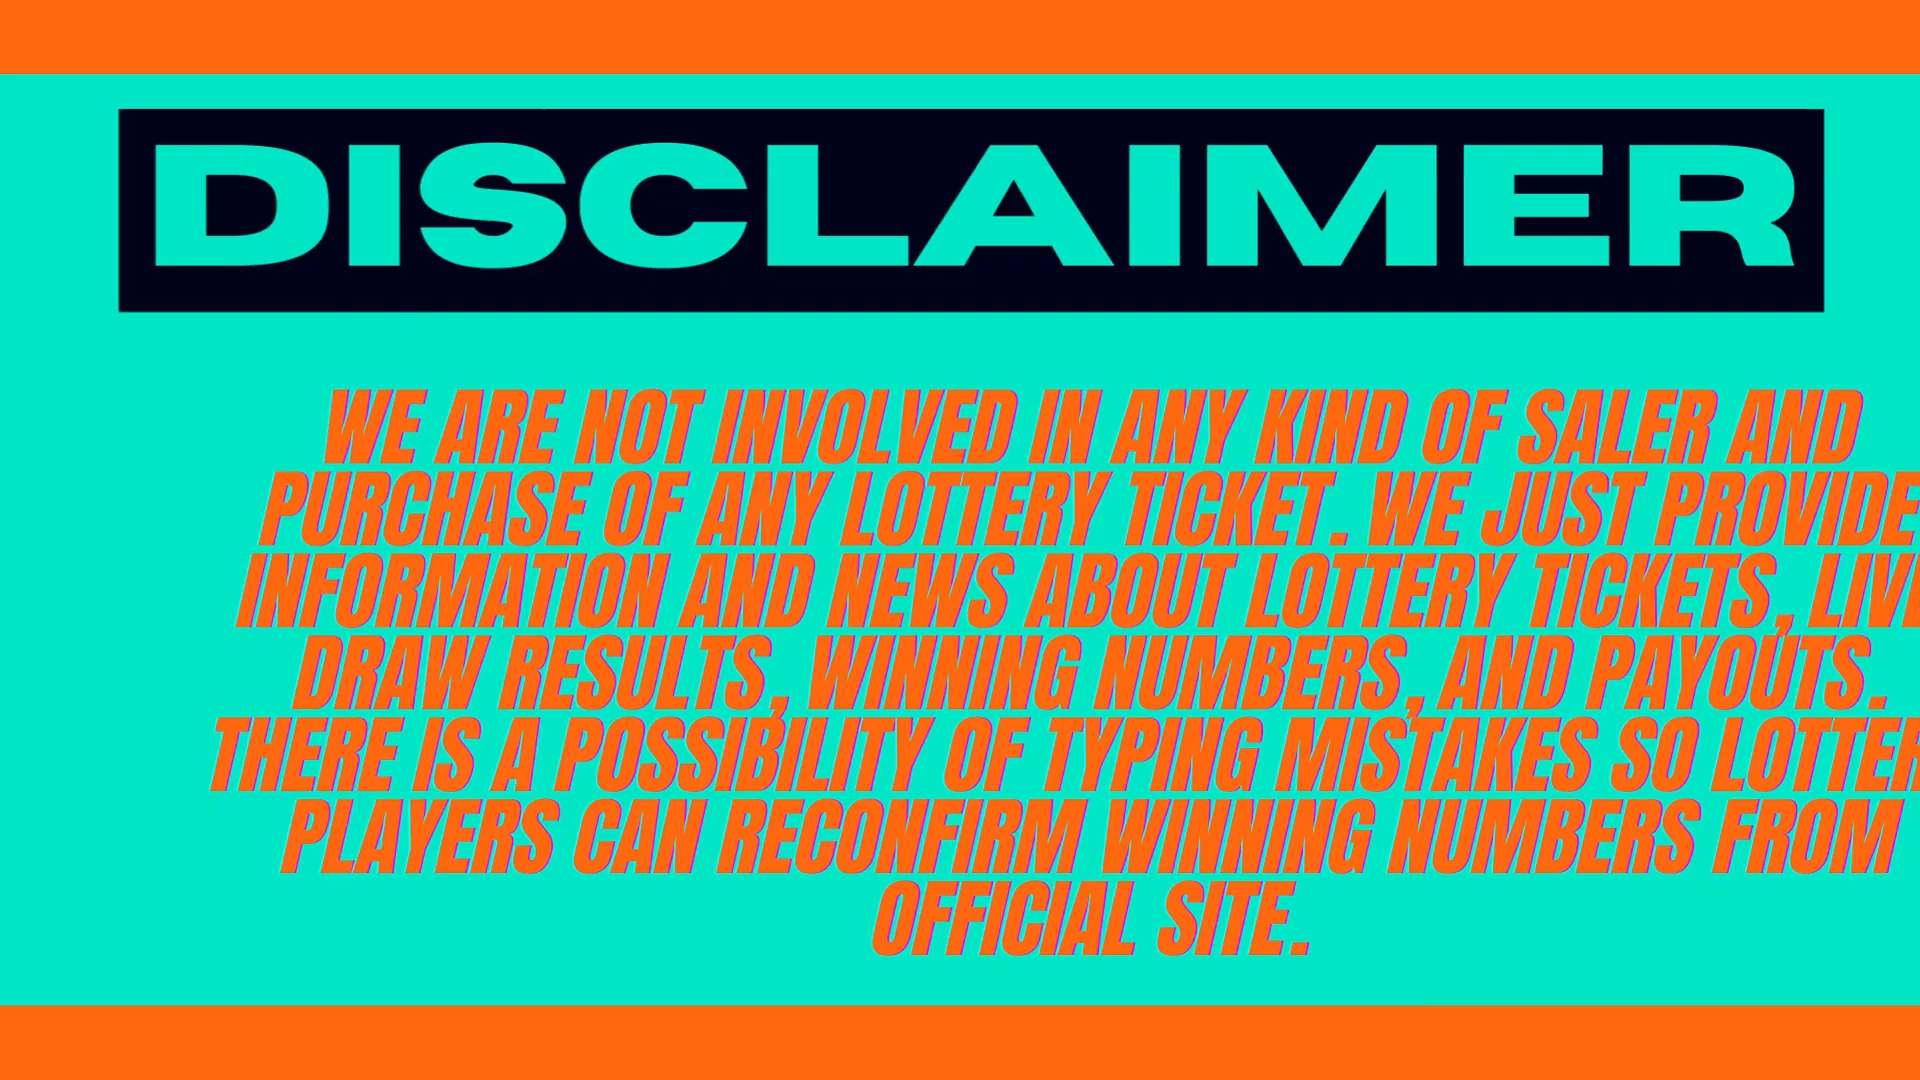 DISCLAIMER
WE ARE NOT INVOLVED IN ANY KIND OF SALER AND
PURCHASE OF ANY LOTTERY TICKET. WE JUST PROVIDE
INFORMATION AND NEWS ABOUT LOTTERY TICKETS, LIVE
DRAW RESULTS, WINNING NUMBERS, AND PAYOUTS.
THERE IS A POSSIBILITY OF TYPING MISTAKES SO LOTTER
PLAYERS CAN RECONFIRM WINNING NUMBERS FROM
OFFICIAL SITE.